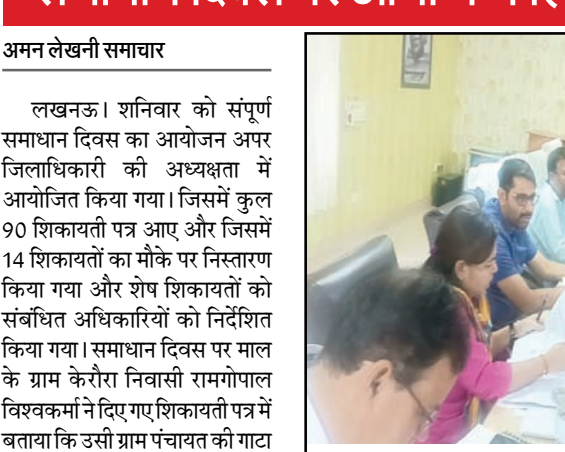 अमन लेखनी समाचार
लखनऊ। शनिवार को संपूर्ण
समाधान दिवस का आयोजन अपर
जिलाधिकारी की अध्यक्षता में
आयोजित किया गया। जिसमें कुल
90 शिकायती पत्र आए और जिसमें
14 शिकायतों का मौके पर निस्तारण
किया गया और शेष शिकायतों को
संबंधित अधिकारियों को निर्देशित
किया गया। समाधान दिवस पर माल
के ग्राम केरौरा निवासी रामगोपाल
विश्वकर्मा ने दिए गए शिकायती पत्र में
बताया कि उसी ग्राम पंचायत की गाटा